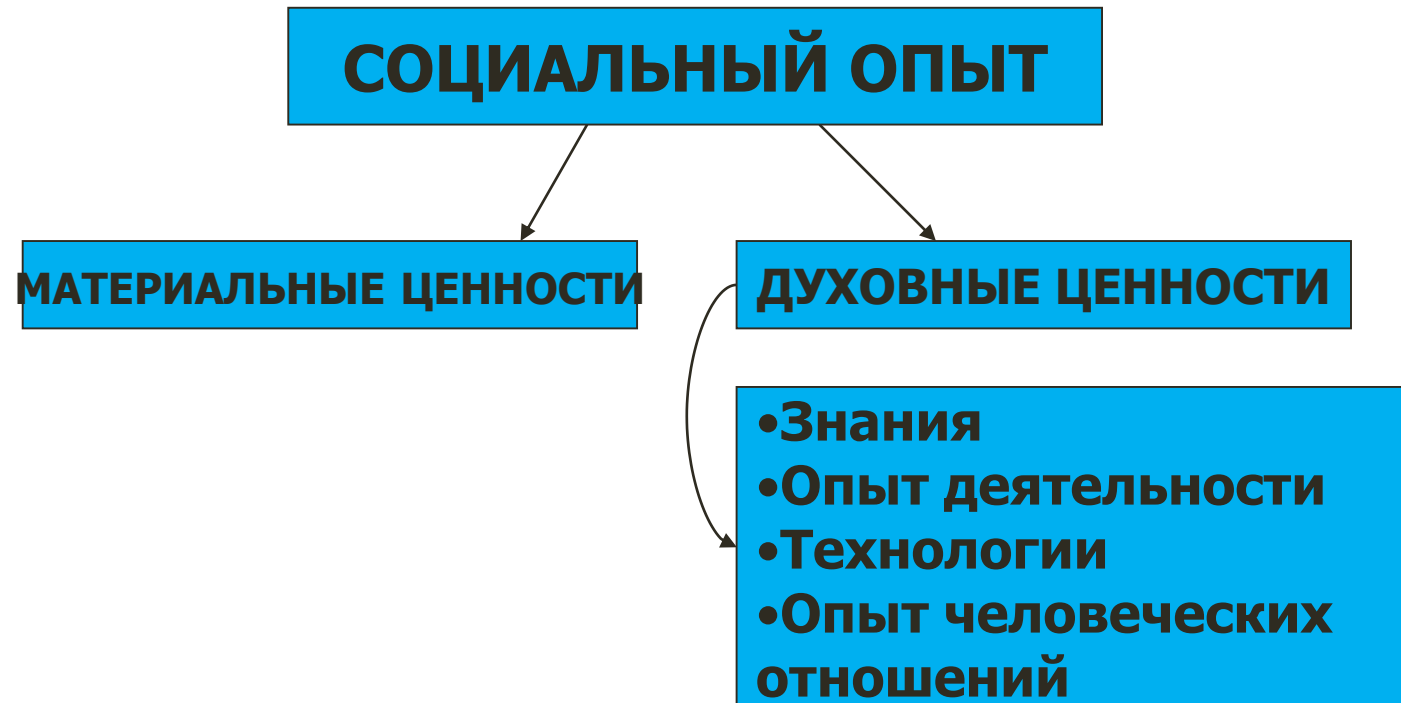 СОЦИАЛЬНЫЙ ОПЫТ
МАТЕРИАЛЬНЫЕ ЦЕННОСТИ
ДУХОВНЫЕ ЦЕННОСТИ
•Знания
•Опыт деятельности
•Технологии
•Опыт человеческих
отношений